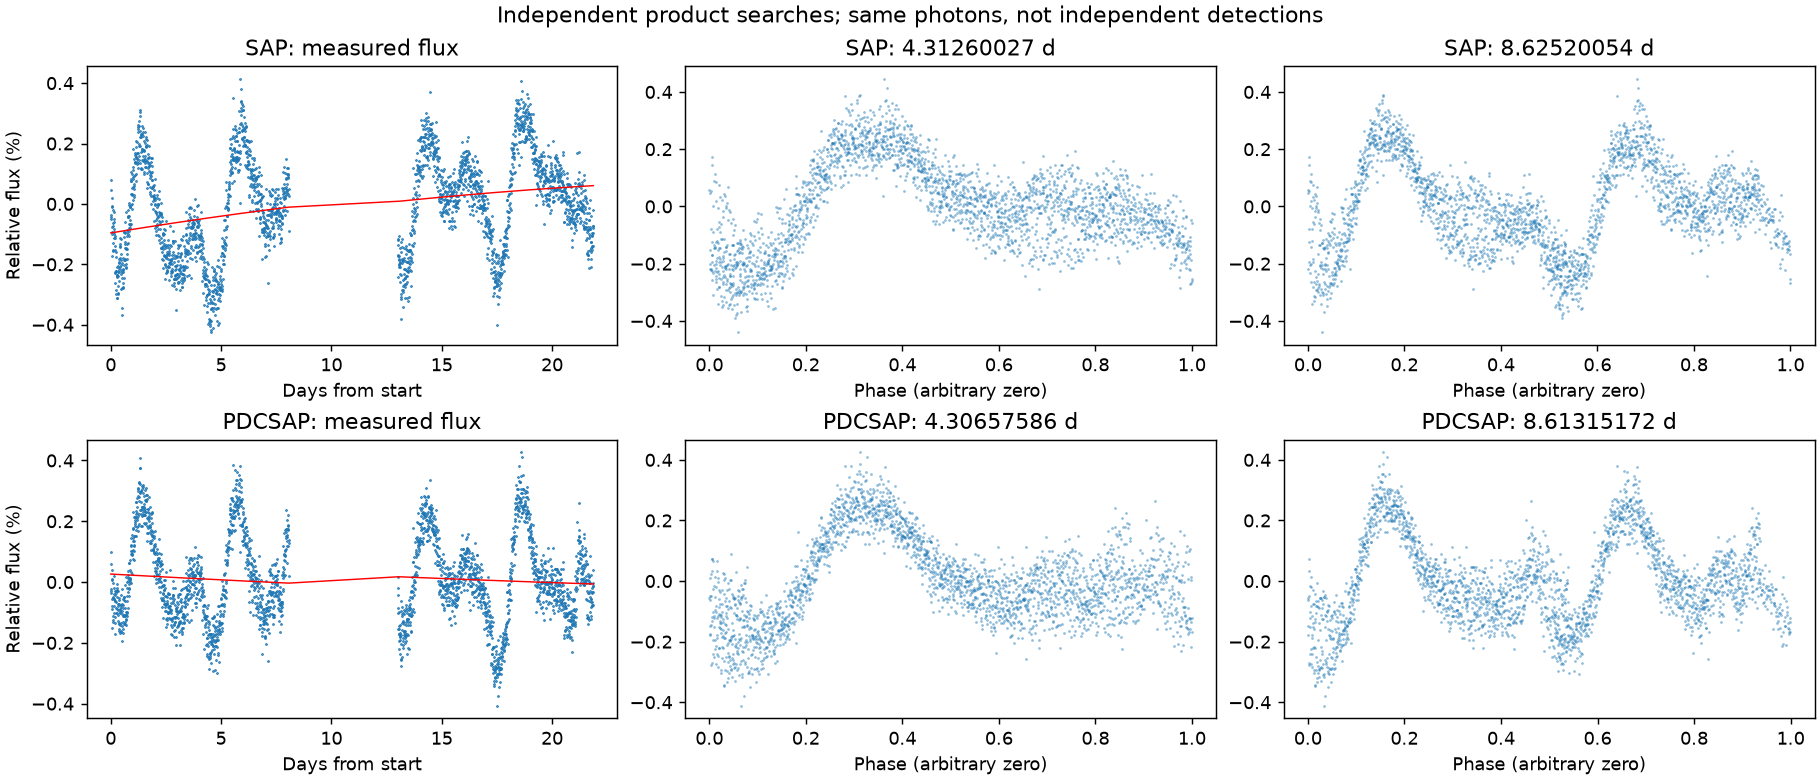 Independent product searches; same photons, not independent detections
SAP: measured flux
SAP: 4.31260027 d
SAP: 8.62520054 d
Relative flux (%)
0.4
0.2
0.0
−0.2
−0.4
0 5 10 15 20
Days from start
0.4
0.2
0.0
−0.2
−0.4
0.0 0.2 0.4 0.6 0.8 1.0
Phase (arbitrary zero)
0.4
0.2
0.0
−0.2
−0.4
0.0 0.2 0.4 0.6 0.8 1.0
Phase (arbitrary zero)
PDCSAP: measured flux
PDCSAP: 4.30657586 d
PDCSAP: 8.61315172 d
Relative flux (%)
0.4
0.2
0.0
−0.2
−0.4
0 5 10 15 20
Days from start
0.4
0.2
0.0
−0.2
−0.4
0.0 0.2 0.4 0.6 0.8 1.0
Phase (arbitrary zero)
0.4
0.2
0.0
−0.2
−0.4
0.0 0.2 0.4 0.6 0.8 1.0
Phase (arbitrary zero)